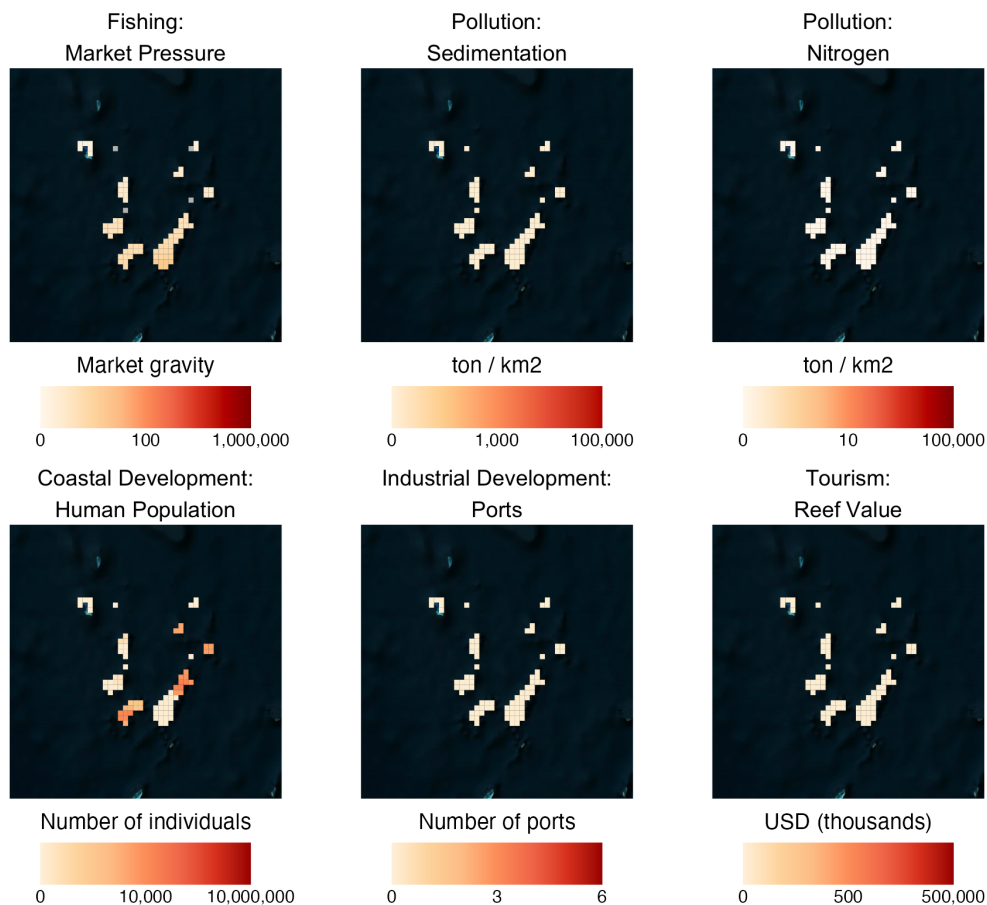 Fishing:
Market Pressure
Pollution:
Sedimentation
Pollution:
Nitrogen
Market gravity
0 100 1,000,000
ton / km2
0 1,000 100,000
ton / km2
0 10 100,000
Coastal Development:
Human Population
Industrial Development:
Ports
Tourism:
Reef Value
Number of individuals
0 10,000 10,000,000
Number of ports
0 3 6
USD (thousands)
0 500 500,000